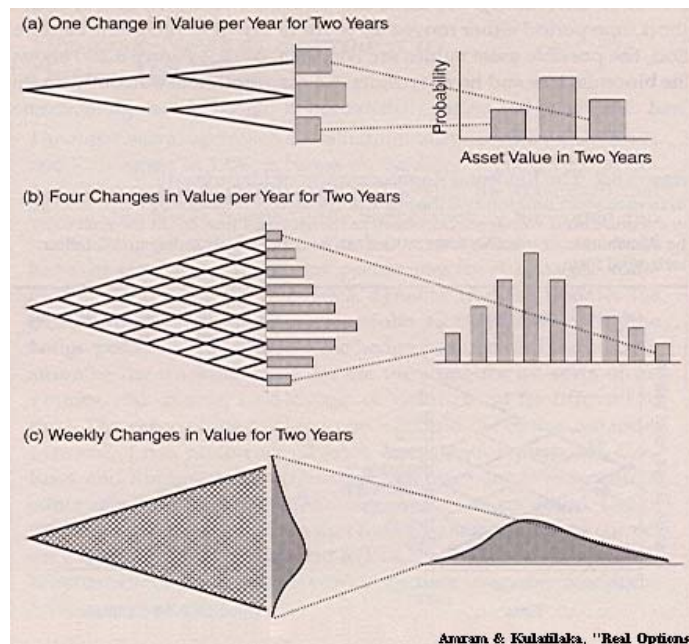 (a) One Change in Value per Year for Two Years
Probability
Asset Value in Two Years
(b) Four Changes in Value per Year for Two Years
(c) Weekly Changes in Value for Two Years
Amram & Kulatilaka, "Real Options